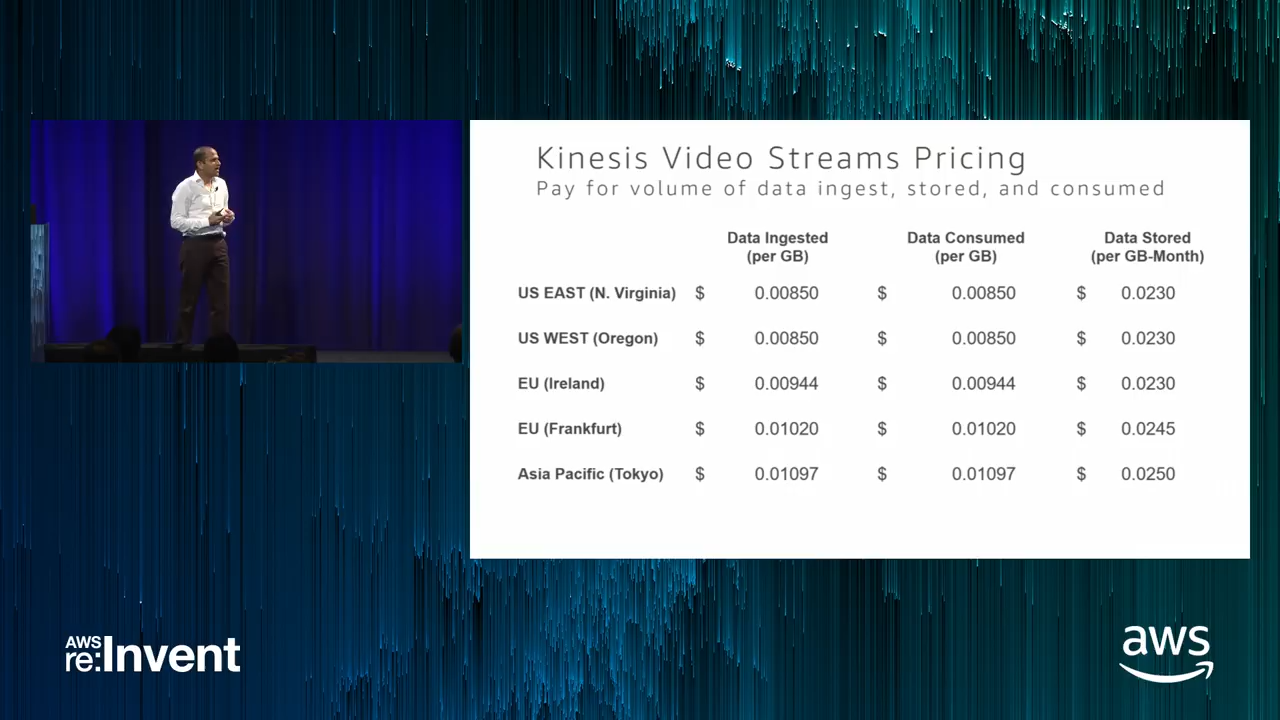 Kinesis Video Streams Pricing
Pay for volume of data ingest, stored, and consumed
Data Ingested Data Consumed Data Stored
(per GB) (per GB) (per GB-Month)
US EAST (N. Virginia) $ 0.00850 $ 0.00850 $ 0.0230
US WEST (Oregon) $ 0.00850 $ 0.00850 $ 0.0230
EU (Ireland) $ 0.00944 $ 0.00944 $ 0.0230
EU (Frankfurt) $ 0.01020 $ 0.01020 $ 0.0245
Asia Pacific (Tokyo) $ 0.01097 $ 0.01097 $ 0.0250
AWS
re:Invent
aws